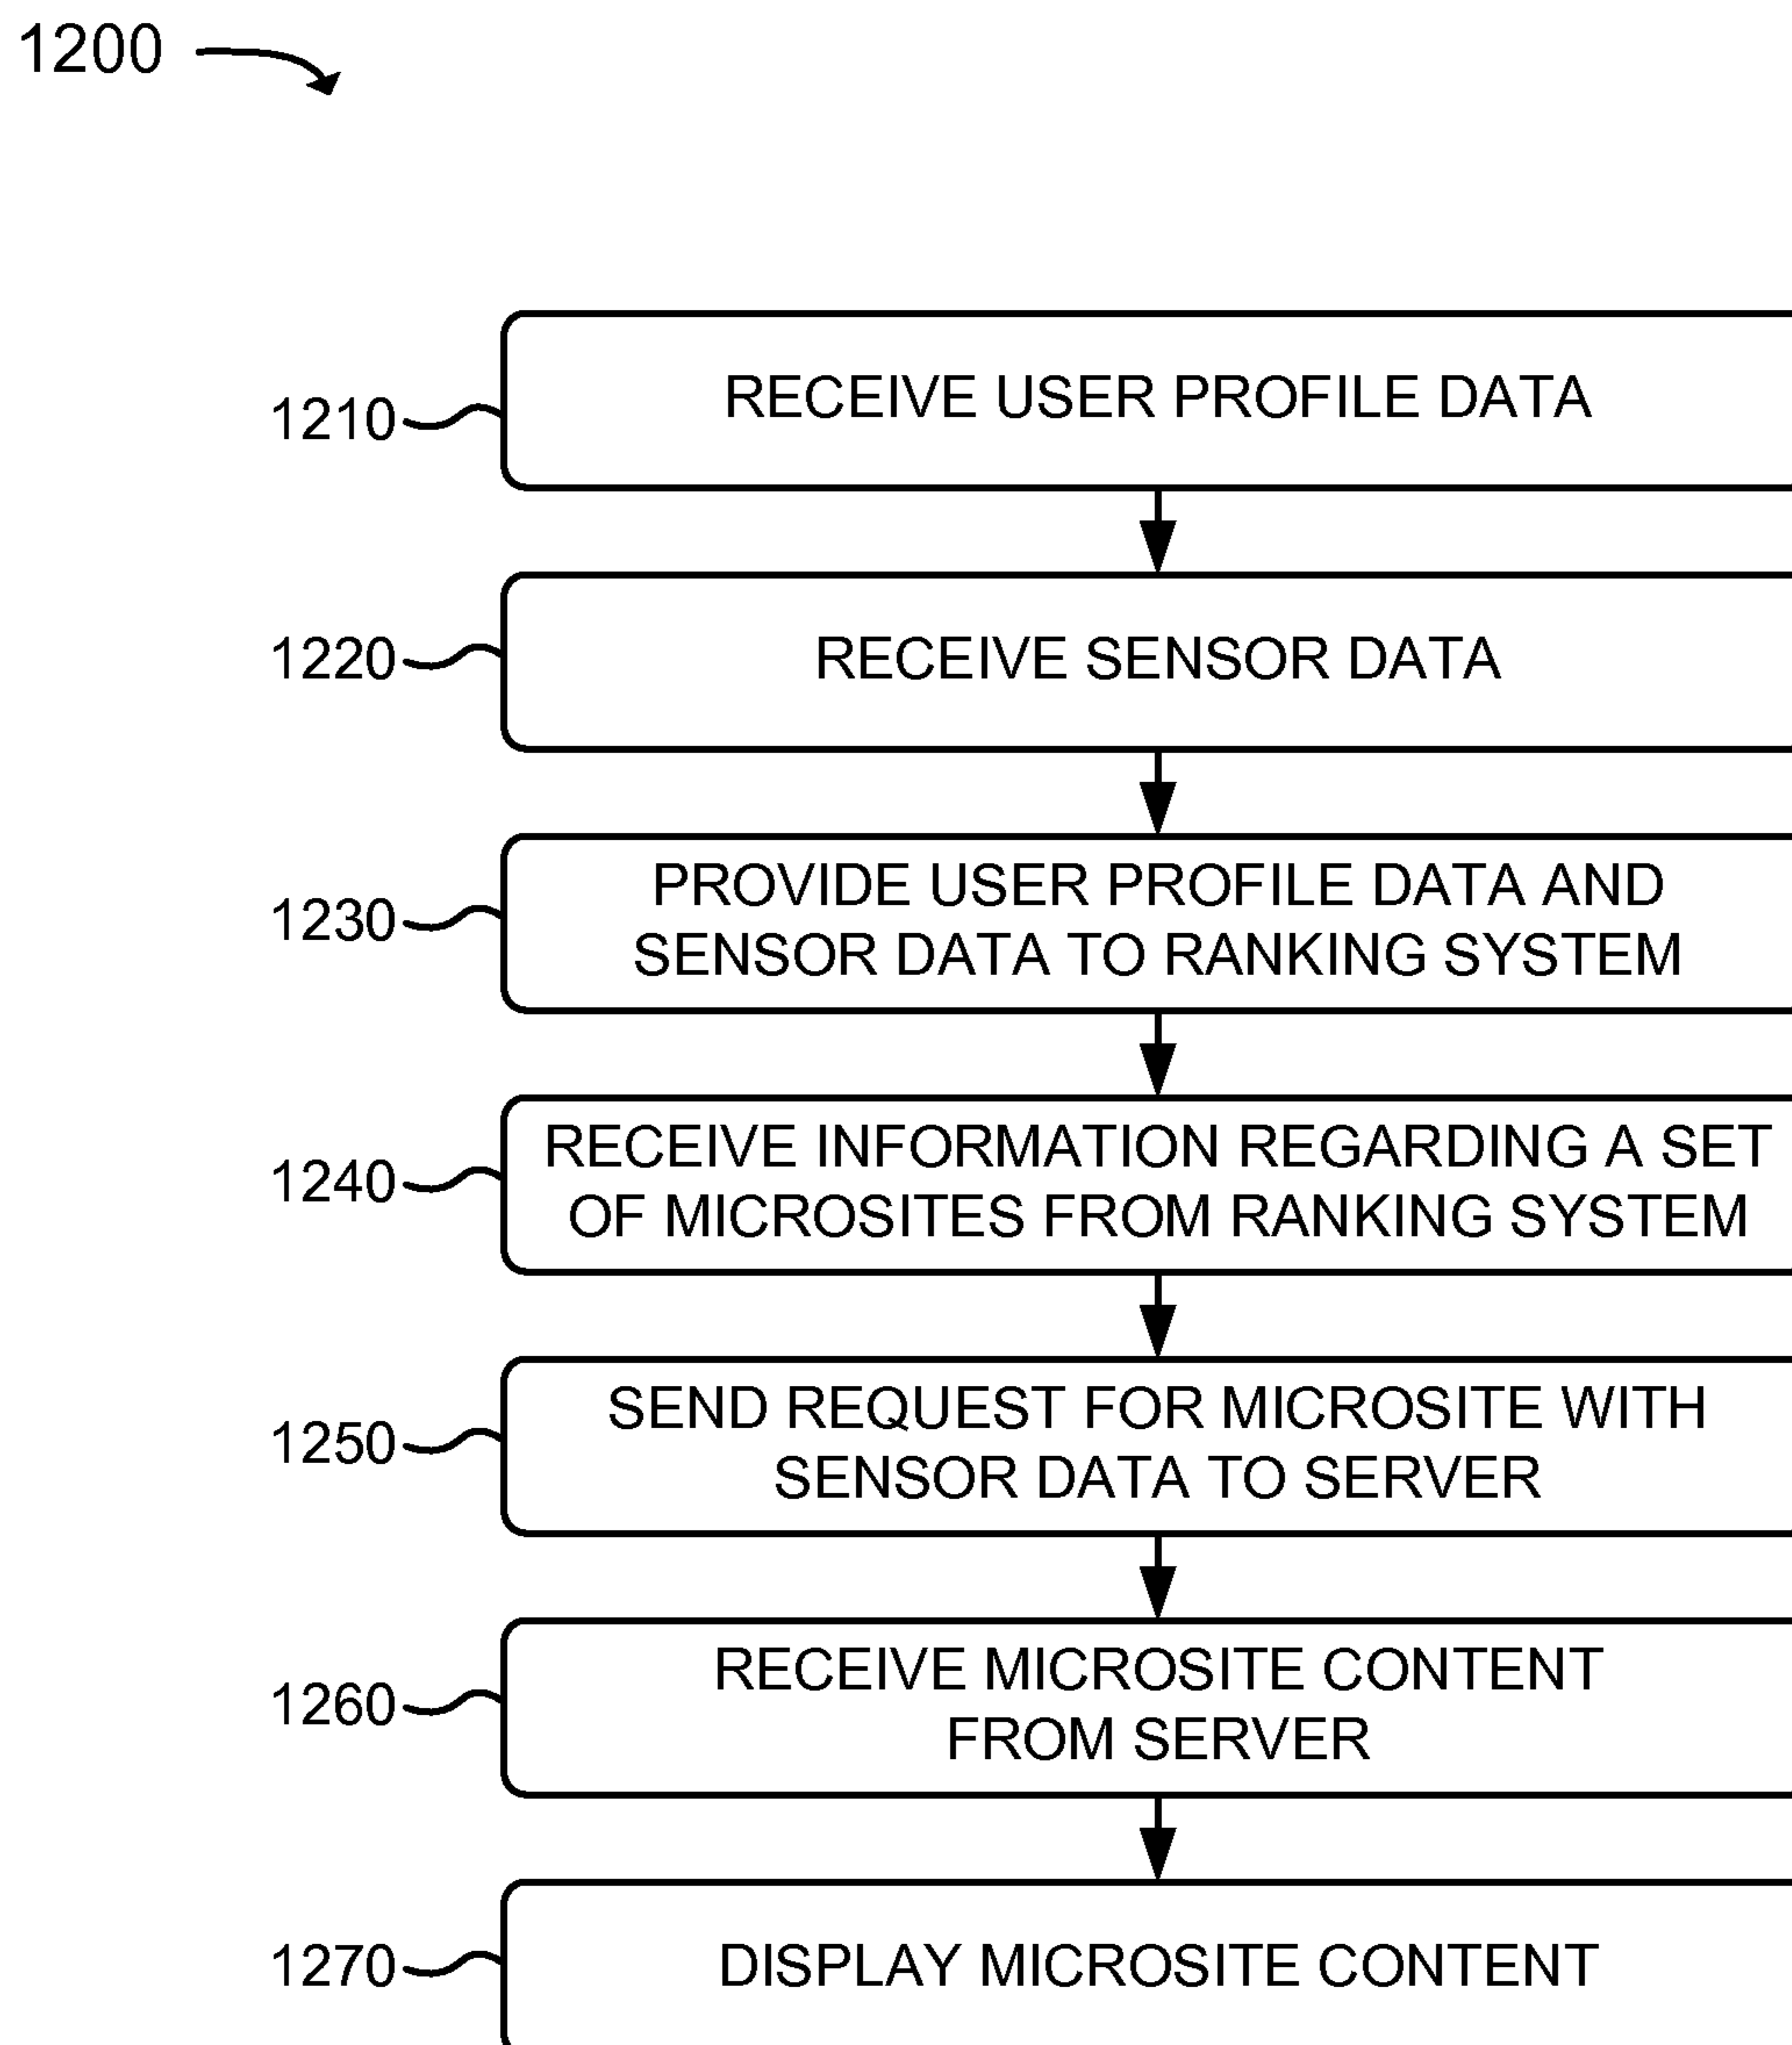 1200
RECEIVE USER PROFILE DATA
1210
RECEIVE SENSOR DATA
1220
PROVIDE USER PROFILE DATA AND
SENSOR DATA TO RANKING SYSTEM
1230
RECEIVE INFORMATION REGARDING A SET
OF MICROSITES FROM RANKING SYSTEM
1240
SEND REQUEST FOR MICROSITE WITH
SENSOR DATA TO SERVER
1250
RECEIVE MICROSITE CONTENT
FROM SERVER
1260
DISPLAY MICROSITE CONTENT
1270